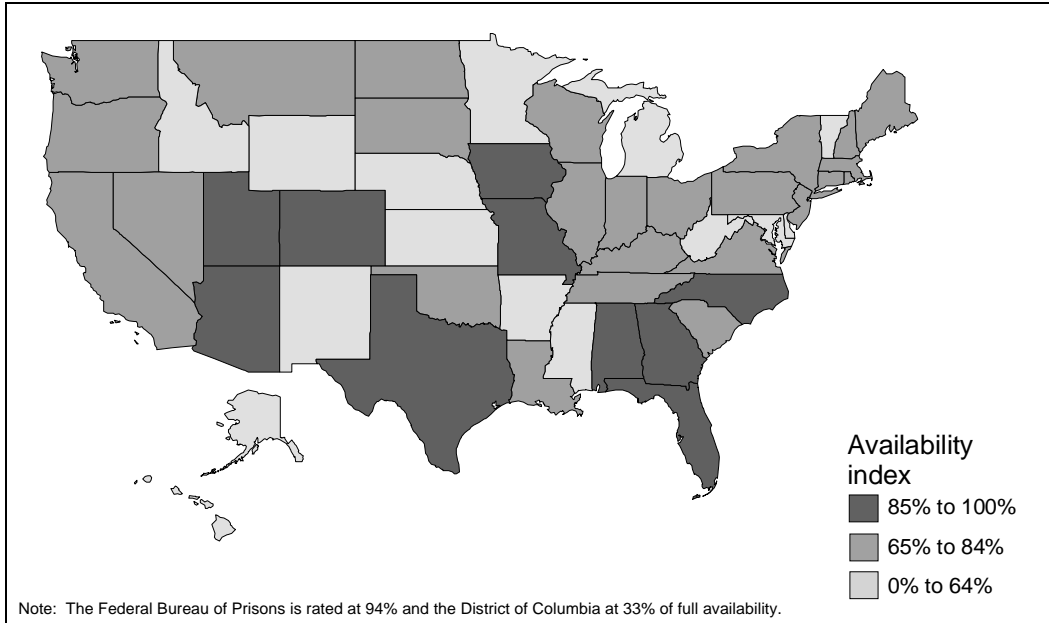 Availability
index
85% to 100%
65% to 84%
0% to 64%
Note: The Federal Bureau of Prisons is rated at 94% and the District of Columbia at 33% of full availability.